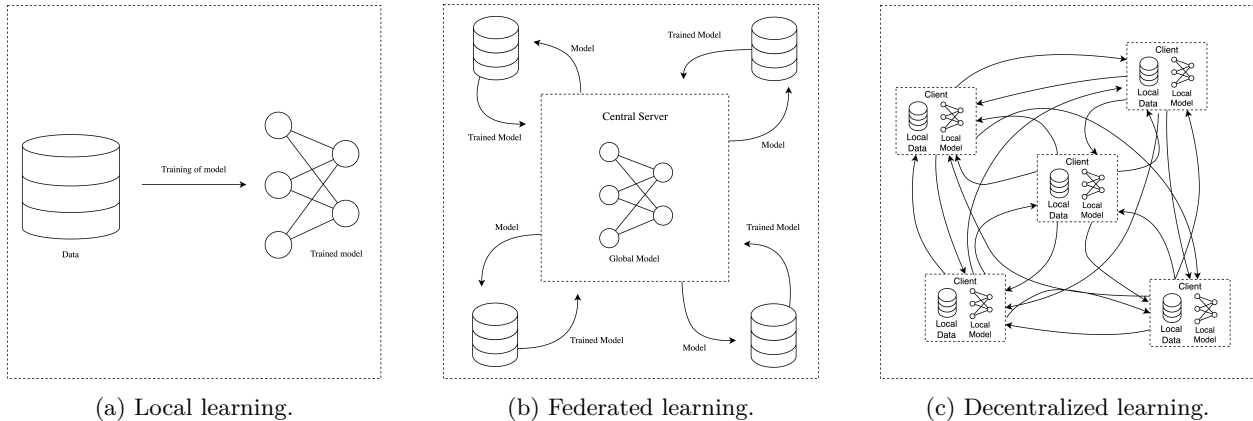 Training of model
Data
Trained model
(a) Local learning.
Model
Trained Model
Trained Model
Model
Central Server
Global Model
Model
Trained Model
Trained Model
Model
(b) Federated learning.
Client
Local
Data
Local
Model
Client
Local
Data
Local
Model
Client
Local
Data
Local
Model
Client
Local
Data
Local
Model
Client
Local
Data
Local
Model
(c) Decentralized learning.